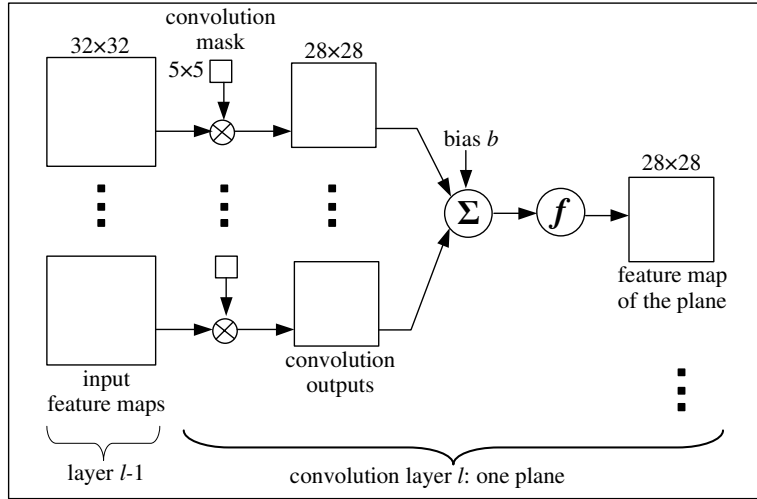 convolution
mask
32×32
5×5
28×28
bias b
Σ
f
28×28
feature map
of the plane
convolution
outputs
input
feature maps
layer l-1
convolution layer l: one plane